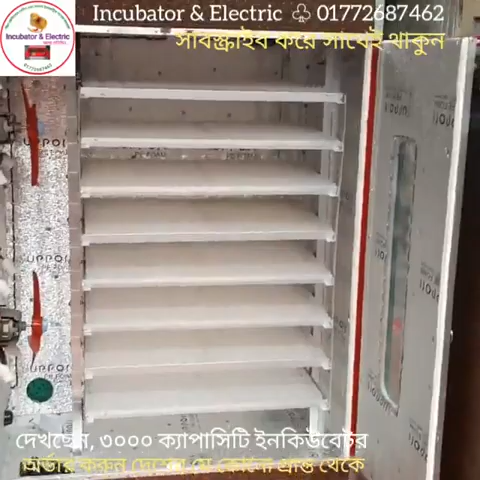 Incubator & Electric ♧ 01772687462
সাবস্ক্রাইব করে সাথেই থাকুন
Incubator & Electric
01772687462
দেখছেন, ৩০০০ ক্যাপাসিটি ইনকিউবেটর
অর্ডার করুন দেশের যে কোনো প্রান্ত থেকে